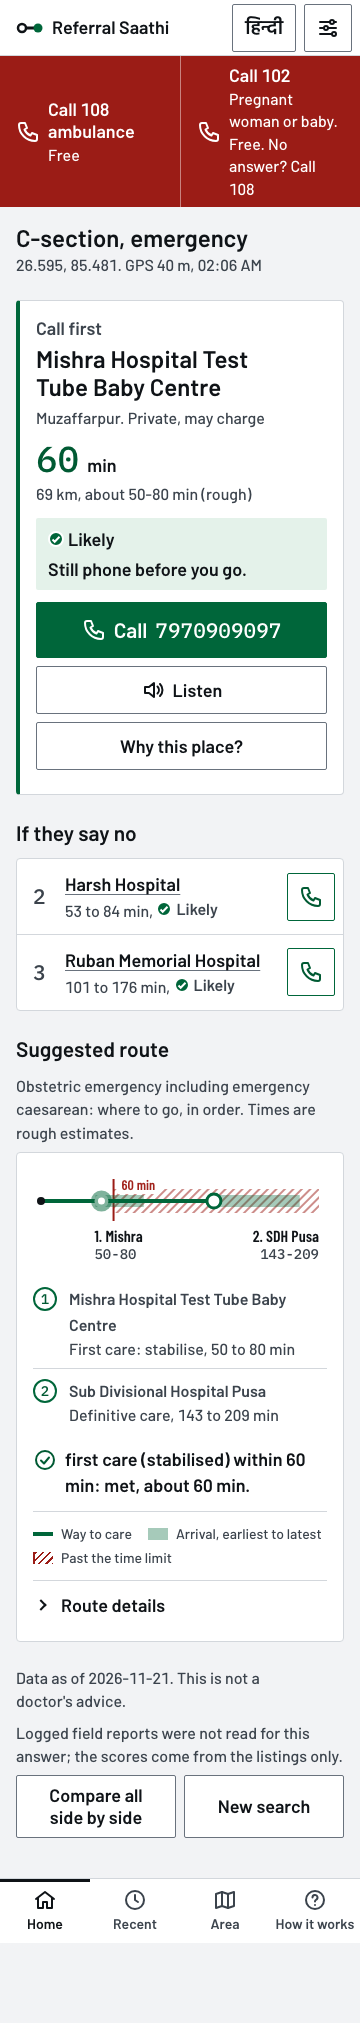 Referral Saathi
हिन्दी
Call 108
ambulance
Free
Call 102
Pregnant
woman or baby.
Free. No
answer? Call
108
C-section, emergency
26.595, 85.481. GPS 40 m, 02:06 AM
Call first
Mishra Hospital Test
Tube Baby Centre
Muzaffarpur. Private, may charge
60 min
69 km, about 50-80 min (rough)
Likely
Still phone before you go.
Call 7970909097
Listen
Why this place?
If they say no
2
Harsh Hospital
53 to 84 min, Likely
3
Ruban Memorial Hospital
101 to 176 min, Likely
Suggested route
Obstetric emergency including emergency
caesarean: where to go, in order. Times are
rough estimates.
60 min
1. Mishra
50-80
2. SDH Pusa
143-209
1
Mishra Hospital Test Tube Baby
Centre
First care: stabilise, 50 to 80 min
2
Sub Divisional Hospital Pusa
Definitive care, 143 to 209 min
first care (stabilised) within 60
min: met, about 60 min.
Way to care
Arrival, earliest to latest
Past the time limit
Route details
Data as of 2026-11-21. This is not a
doctor's advice.
Logged field reports were not read for this
answer; the scores come from the listings only.
Compare all
side by side
New search
Home
Recent
Area
How it works